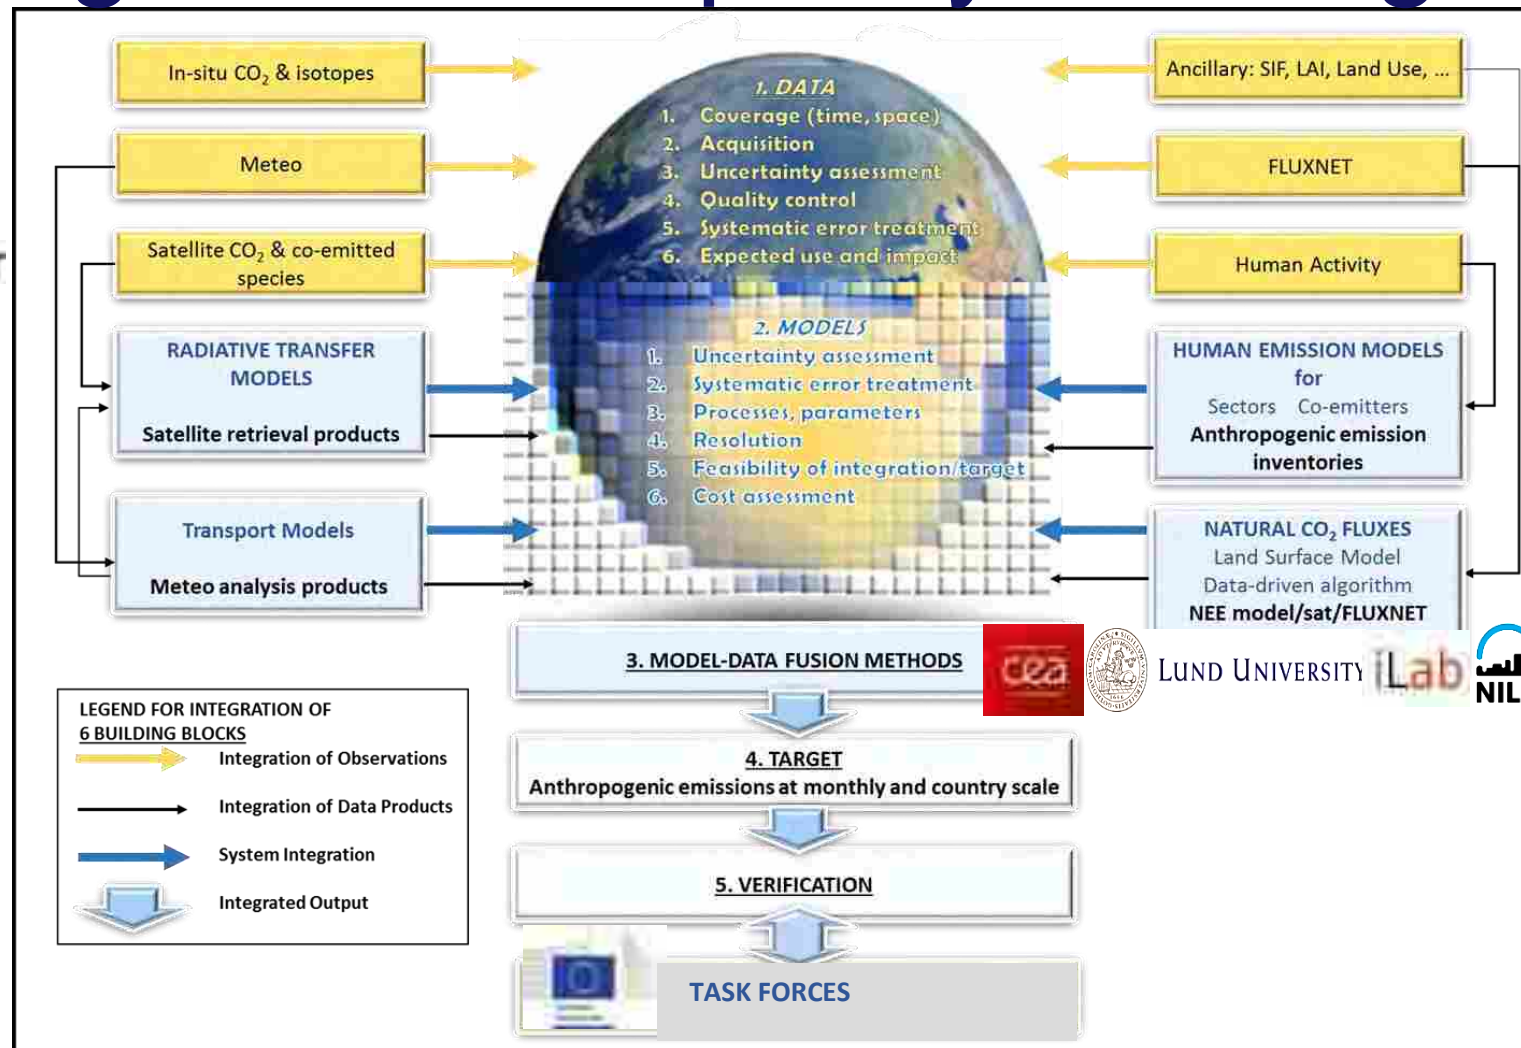 In-situ CO₂ & isotopes
Meteo
Satellite CO₂ & co-emitted
species
RADIATIVE TRANSFER
MODELS
Satellite retrieval products
Transport Models
Meteo analysis products
1. DATA
1. Coverage (time, space)
2. Acquisition
3. Uncertainty assessment
4. Quality control
5. Systematic error treatment
6. Expected use and impact
2. MODELS
1. Uncertainty assessment
2. Systematic error treatment
3. Processes, parameters
4. Resolution
5. Feasibility of integration/target
6. Cost assessment
Ancillary: SIF, LAI, Land Use, ...
FLUXNET
Human Activity
HUMAN EMISSION MODELS
for
Sectors Co-emitters
Anthropogenic emission
inventories
NATURAL CO₂ FLUXES
Land Surface Model
Data-driven algorithm
NEE model/sat/FLUXNET
3. MODEL-DATA FUSION METHODS
cea
LUND UNIVERSITY
iLab
NIL
4. TARGET
Anthropogenic emissions at monthly and country scale
5. VERIFICATION
TASK FORCES
LEGEND FOR INTEGRATION OF
6 BUILDING BLOCKS
Integration of Observations
Integration of Data Products
System Integration
Integrated Output